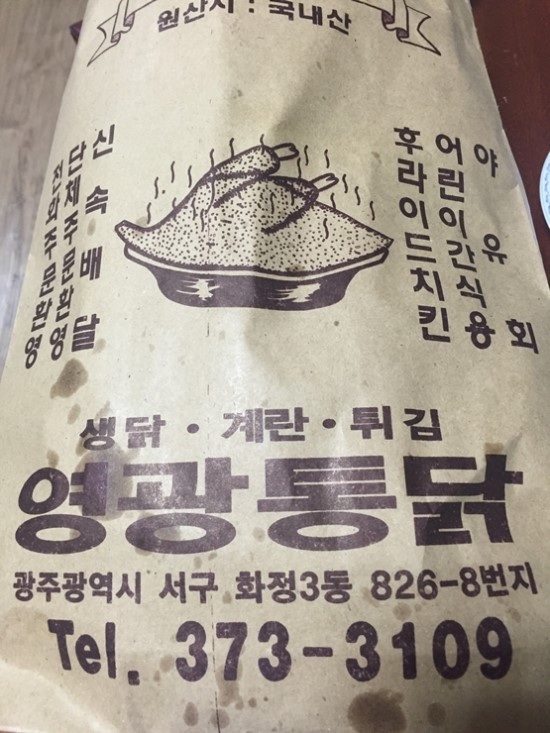 원산지 : 국내산
신속배달
단체주문환영
전화주문환영
야유회
어린이간식용
후라이드치킨
생닭 · 계란 · 튀김
영광통닭
광주광역시 서구 화정3동 826-8번지
Tel. 373-3109